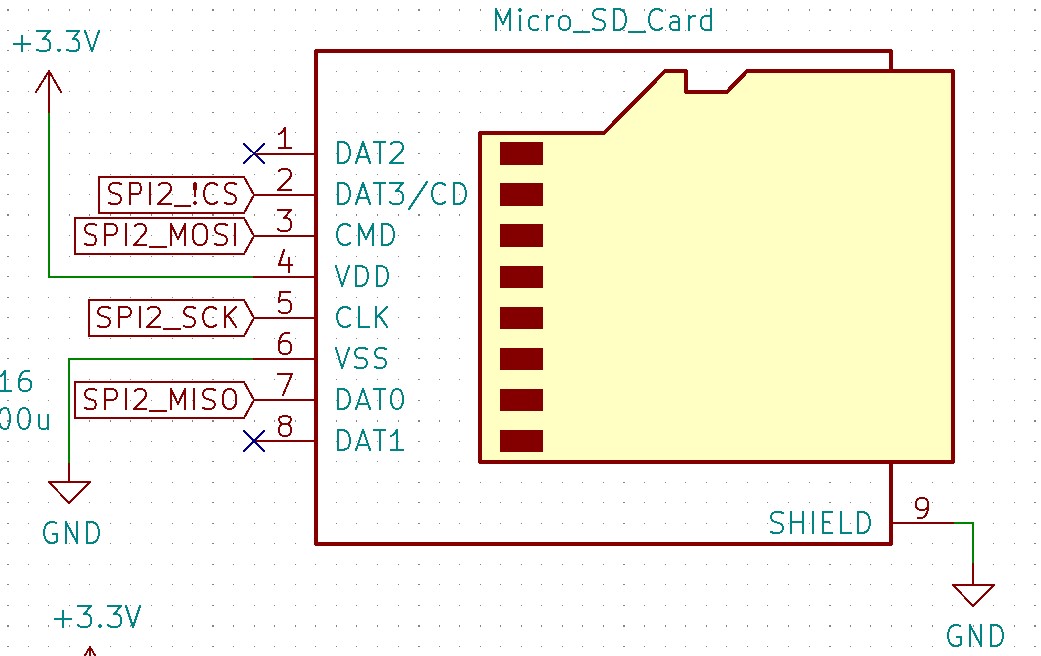 Micro_SD_Card
+3.3V
1 DAT2
SPI2_!CS 2 DAT3/CD
SPI2_MOSI 3 CMD
4 VDD
SPI2_SCK 5 CLK
6 VSS
16
SPI2_MISO 7 DAT0
00u
8 DAT1
SHIELD 9
GND
+3.3V
GND